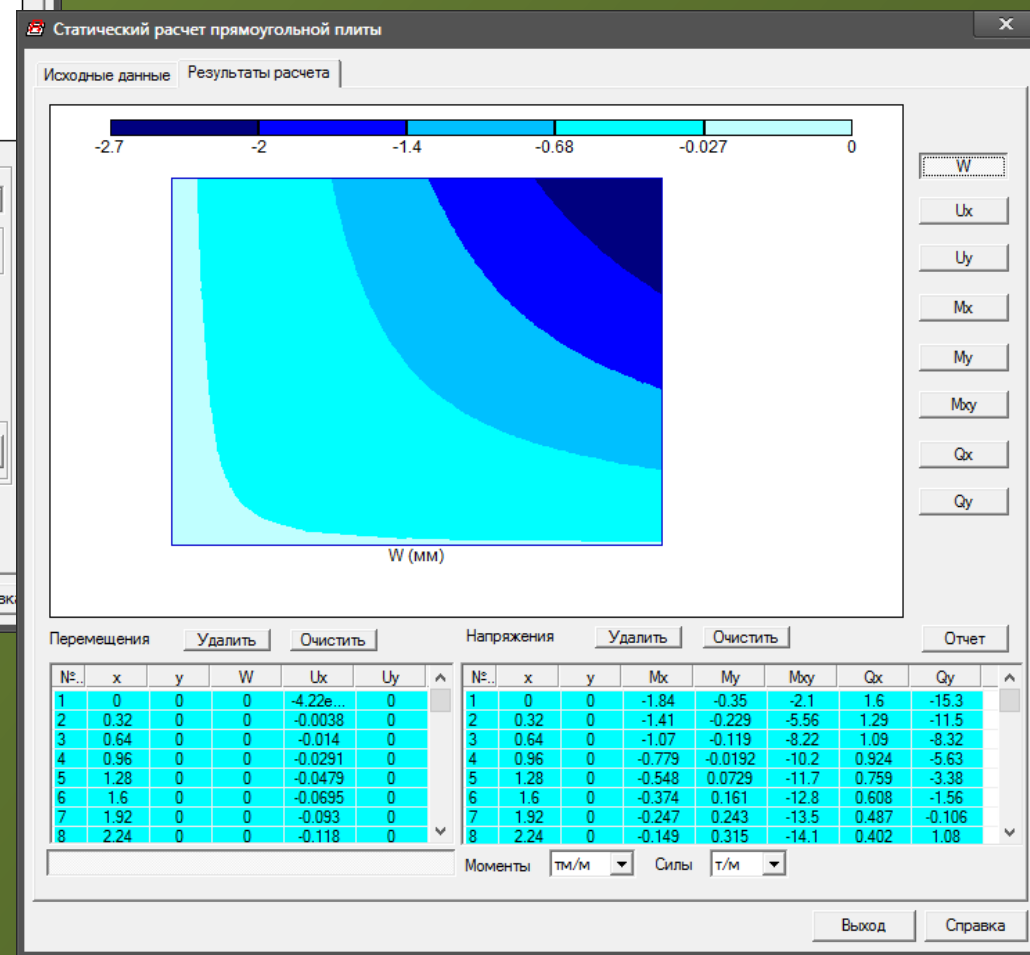 Статический расчет прямоугольной плиты
Исходные данные Результаты расчета
-2.7 -2 -1.4 -0.68 -0.027 0
W
Ux
Uy
Mx
My
Mxy
Qx
Qy
W (мм)
Перемещения Удалить Очистить Напряжения Удалить Очистить Отчет
№.. x y W Ux Uy №.. x y Mx My Mxy Qx Qy
1 0 0 0 -4.22e... 0 1 0 0 -1.84 -0.35 -2.1 1.6 -15.3
2 0.32 0 0 -0.0038 0 2 0.32 0 -1.41 -0.229 -5.56 1.29 -11.5
3 0.64 0 0 -0.014 0 3 0.64 0 -1.07 -0.119 -8.22 1.09 -8.32
4 0.96 0 0 -0.0291 0 4 0.96 0 -0.779 -0.0192 -10.2 0.924 -5.63
5 1.28 0 0 -0.0479 0 5 1.28 0 -0.548 0.0729 -11.7 0.759 -3.38
6 1.6 0 0 -0.0695 0 6 1.6 0 -0.374 0.161 -12.8 0.608 -1.56
7 1.92 0 0 -0.093 0 7 1.92 0 -0.247 0.243 -13.5 0.487 -0.106
8 2.24 0 0 -0.118 0 8 2.24 0 -0.149 0.315 -14.1 0.402 1.08
Моменты тм/м Силы т/м
Выход Справка